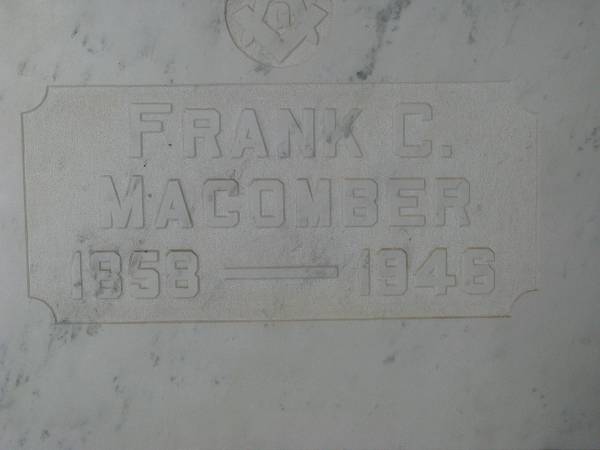 FRANK C.
MACOMBER
1858 — 1946